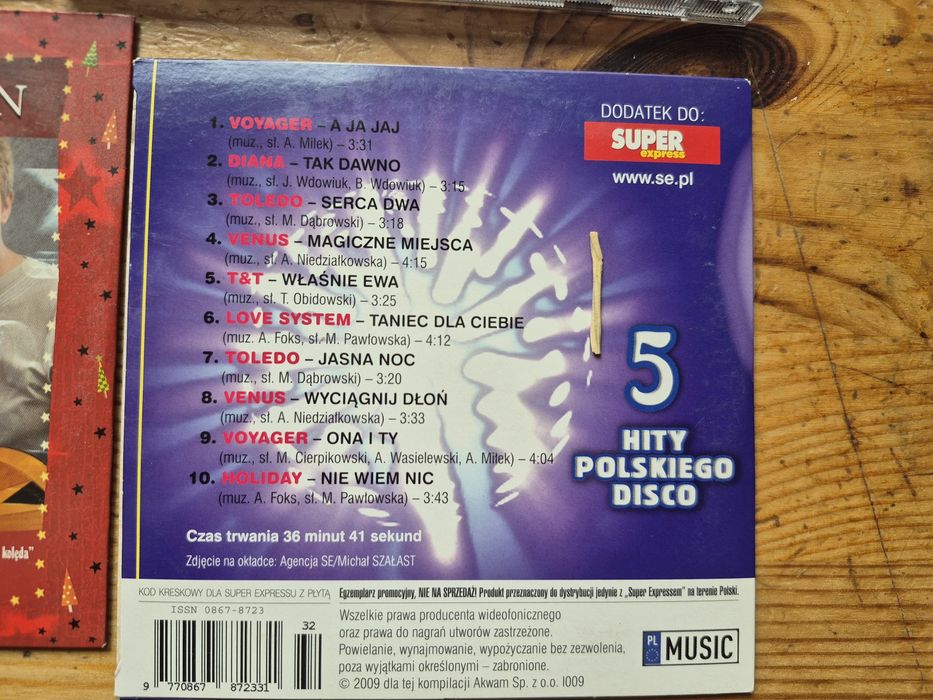 N
kolęda"
1. VOYAGER – A JA JAJ
(muz., sł. A. Miłek) – 3:31
2. DIANA – TAK DAWNO
(muz., sł. J. Wdowiuk, B. Wdowiuk) – 3:15
3. TOLEDO – SERCA DWA
(muz., sł. M. Dąbrowski) – 3:18
4. VENUS – MAGICZNE MIEJSCA
(muz., sł. A. Niedziałkowska) – 4:15
5. T&T – WŁAŚNIE EWA
(muz., sł. T. Obidowski) – 3:25
6. LOVE SYSTEM – TANIEC DLA CIEBIE
(muz. A. Foks, sł. M. Pawłowska) – 4:12
7. TOLEDO – JASNA NOC
(muz., sł. M. Dąbrowski) – 3:20
8. VENUS – WYCIĄGNIJ DŁOŃ
(muz., sł. A. Niedziałkowska) – 3:33
9. VOYAGER – ONA I TY
(muz., sł. M. Cierpikowski, A. Wasielewski, A. Miłek) – 4:04
10. HOLIDAY – NIE WIEM NIC
(muz. A. Foks, sł. M. Pawłowska) – 3:43
Czas trwania 36 minut 41 sekund
Zdjęcie na okładce: Agencja SE/Michał SZAŁAST
DODATEK DO:
SUPER
express
www.se.pl
5
HITY
POLSKIEGO
DISCO
KOD KRESKOWY DLA SUPER EXPRESSU Z PŁYTĄ
ISSN 0867-8723
32
9 770867 872331
Egzemplarz promocyjny, NIE NA SPRZEDAŻ! Produkt przeznaczony do dystrybucji jedynie z „Super Expressem" na terenie Polski.
Wszelkie prawa producenta wideofonicznego
oraz prawa do nagrań utworów zastrzeżone.
Powielanie, wynajmowanie, wypożyczanie bez zezwolenia,
poza wyjątkami określonymi – zabronione.
© 2009 dla tej kompilacji Akwam Sp. z o.o. I009
PL MUSIC